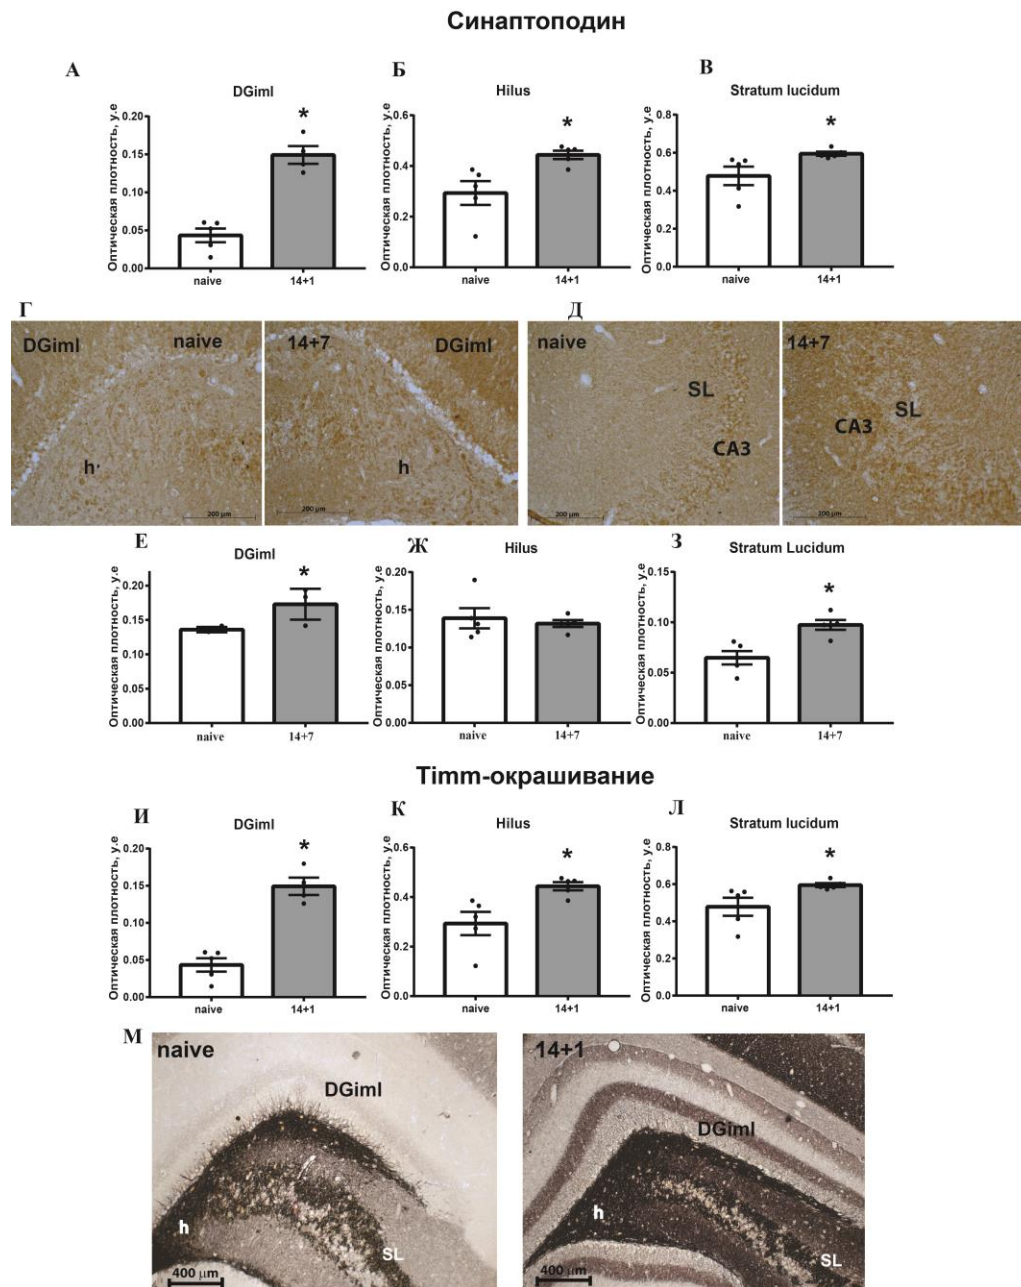 Синаптоподин
А Б В
DGiml Hilus Stratum lucidum
Оптическая плотность, у.е
0.20
0.15
0.10
0.05
0.00
*
naive 14+1
Оптическая плотность, у.е
0.6
0.4
0.2
0.0
*
naive 14+1
Оптическая плотность, у.е
0.8
0.6
0.4
0.2
0.0
*
naive 14+1
Г Д
DGiml naive 14+7 DGiml naive 14+7
h h SL CA3 CA3 SL
200 µm 200 µm 200 µm 200 µm
Е Ж З
DGiml Hilus Stratum Lucidum
Оптическая плотность, у.е
0.20
0.15
0.10
0.05
0.00
*
naive 14+7
Оптическая плотность, у.е
0.20
0.15
0.10
0.05
0.00
naive 14+7
Оптическая плотность, у.е
0.15
0.10
0.05
0.00
*
naive 14+7
Timm-окрашивание
И К Л
DGiml Hilus Stratum lucidum
Оптическая плотность, у.е
0.20
0.15
0.10
0.05
0.00
*
naive 14+1
Оптическая плотность, у.е
0.6
0.4
0.2
0.0
*
naive 14+1
Оптическая плотность, у.е
0.8
0.6
0.4
0.2
0.0
*
naive 14+1
М
naive 14+1
DGiml DGiml
h SL h SL
400 µm 400 µm